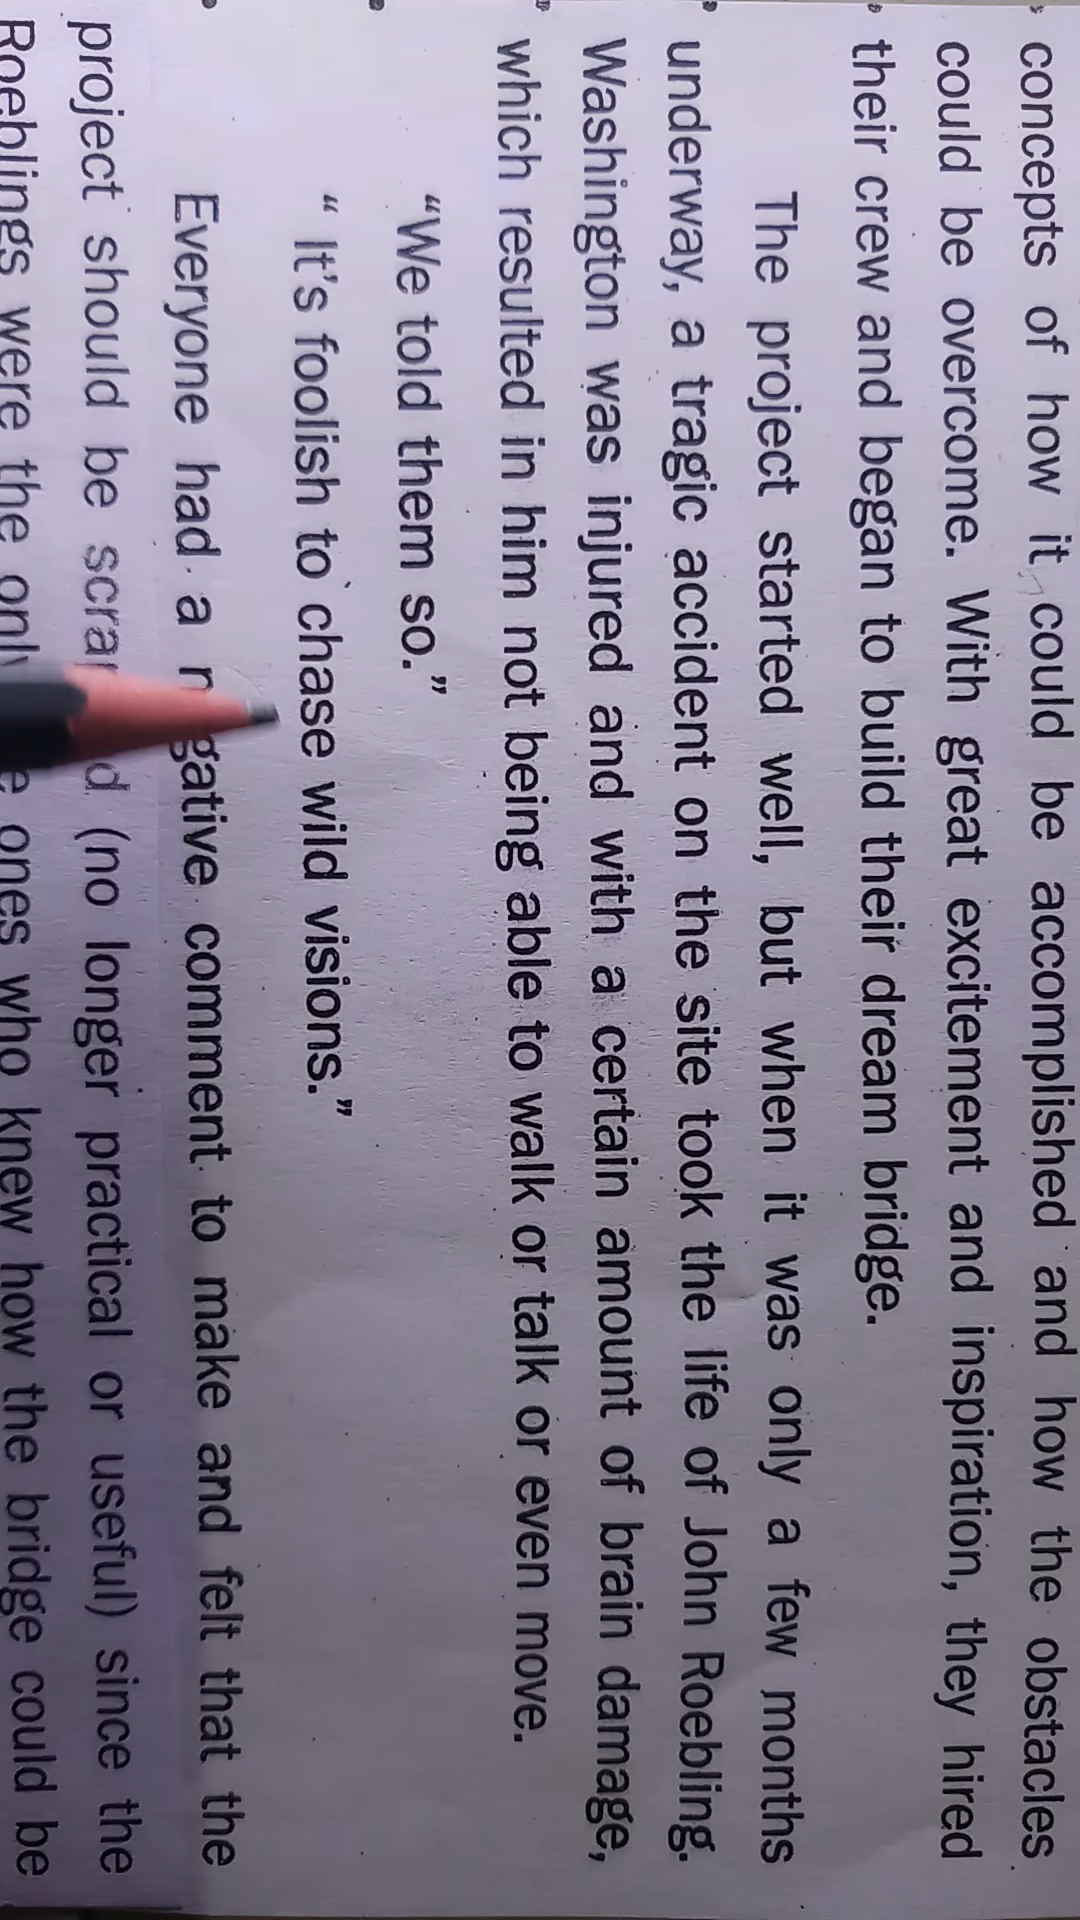 concepts of how it could be accomplished and how the obstacles
could be overcome. With great excitement and inspiration, they hired
their crew and began to build their dream bridge.
The project started well, but when it was only a few months
underway, a tragic accident on the site took the life of John Roebling.
Washington was injured and with a certain amount of brain damage,
which resulted in him not being able to walk or talk or even move.
“We told them so.”
“ It’s foolish to chase wild visions.”
Everyone had a comment to make and felt that the
project should be (no longer practical or useful) since the
Roeblings were the only ones who knew how the bridge could be